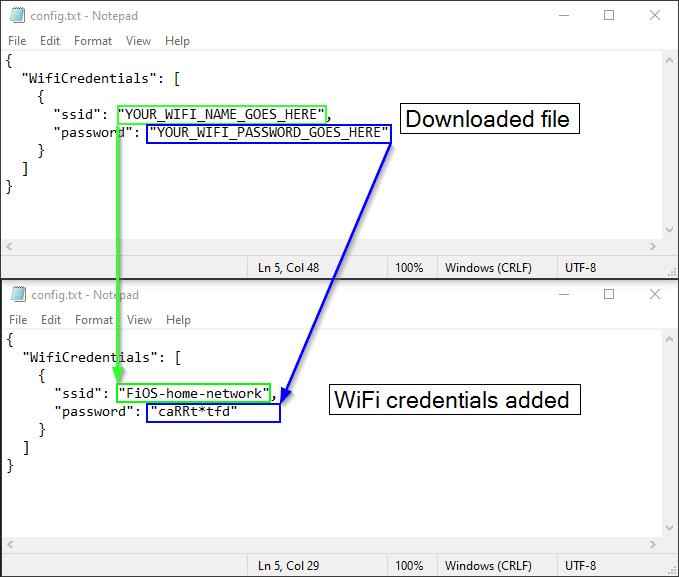 config.txt - Notepad
File Edit Format View Help
{
"WifiCredentials": [
{
"ssid": "YOUR_WIFI_NAME_GOES_HERE",
"password": "YOUR_WIFI_PASSWORD_GOES_HERE"
}
]
}
Downloaded file
Ln 5, Col 48 100% Windows (CRLF) UTF-8
config.txt - Notepad
File Edit Format View Help
{
"WifiCredentials": [
{
"ssid": "FiOS-home-network",
"password": "caRRt*tfd"
}
]
}
WiFi credentials added
Ln 5, Col 29 100% Windows (CRLF) UTF-8